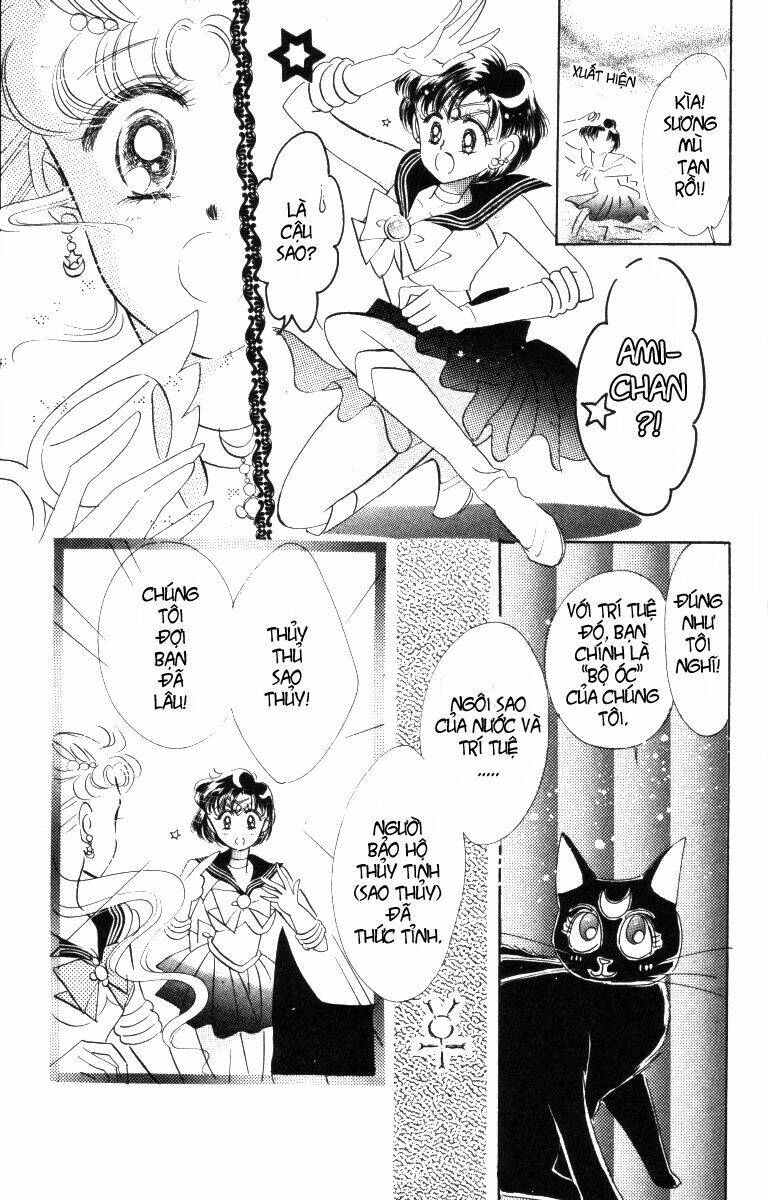 XUẤT HIỆN
KÌA!
SƯƠNG
MÙ
TAN
RỒI!
AMI-
CHAN
?!
LÀ
CẬU
SAO?
ĐÚNG
NHƯ
TÔI
NGHĨ!
VỚI TRÍ TUỆ
ĐÓ, BẠN
CHÍNH LÀ
“BỘ ÓC”
CỦA CHÚNG
TÔI.
NGÔI SAO
CỦA NƯỚC VÀ
TRÍ TUỆ
.....
NGƯỜI
BẢO HỘ
THỦY TINH
(SAO THỦY)
ĐÃ
THỨC TỈNH.
THỦY
THỦ
SAO
THỦY!
CHÚNG
TÔI
ĐỢI
BẠN
ĐÃ
LÂU!